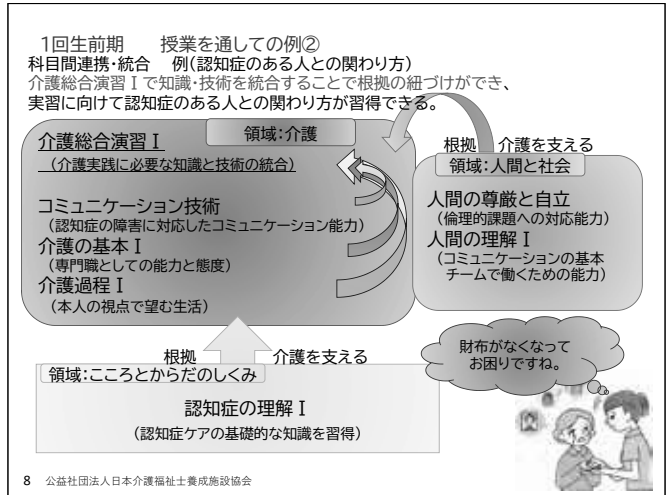 1回生前期　授業を通しての例②
科目間連携・統合　例(認知症のある人との関わり方)
介護総合演習Ⅰで知識・技術を統合することで根拠の紐づけができ、
実習に向けて認知症のある人との関わり方が習得できる。
領域:介護
介護総合演習Ⅰ
（介護実践に必要な知識と技術の統合）
コミュニケーション技術
（認知症の障害に対応したコミュニケーション能力）
介護の基本Ⅰ
（専門職としての能力と態度）
介護過程Ⅰ
（本人の視点で望む生活）
根拠　介護を支える
領域:人間と社会
人間の尊厳と自立
（倫理的課題への対応能力）
人間の理解Ⅰ
（コミュニケーションの基本
チームで働くための能力）
根拠　介護を支える
領域:こころとからだのしくみ
認知症の理解Ⅰ
（認知症ケアの基礎的な知識を習得）
財布がなくなって
お困りですね。
8 公益社団法人日本介護福祉士養成施設協会